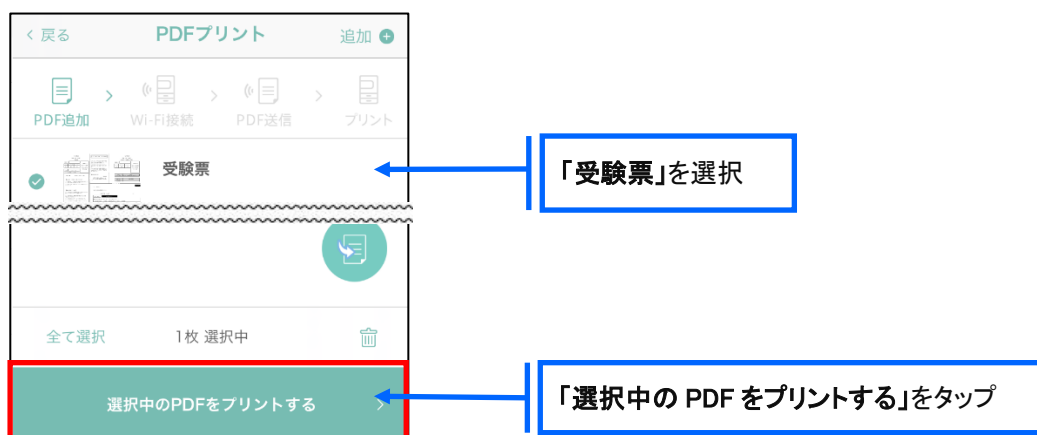 戻る PDFプリント 追加
PDF追加 Wi-Fi接続 PDF送信 プリント
受験票
「受験票」を選択
全て選択 1枚 選択中
選択中のPDFをプリントする
「選択中の PDF をプリントする」をタップ